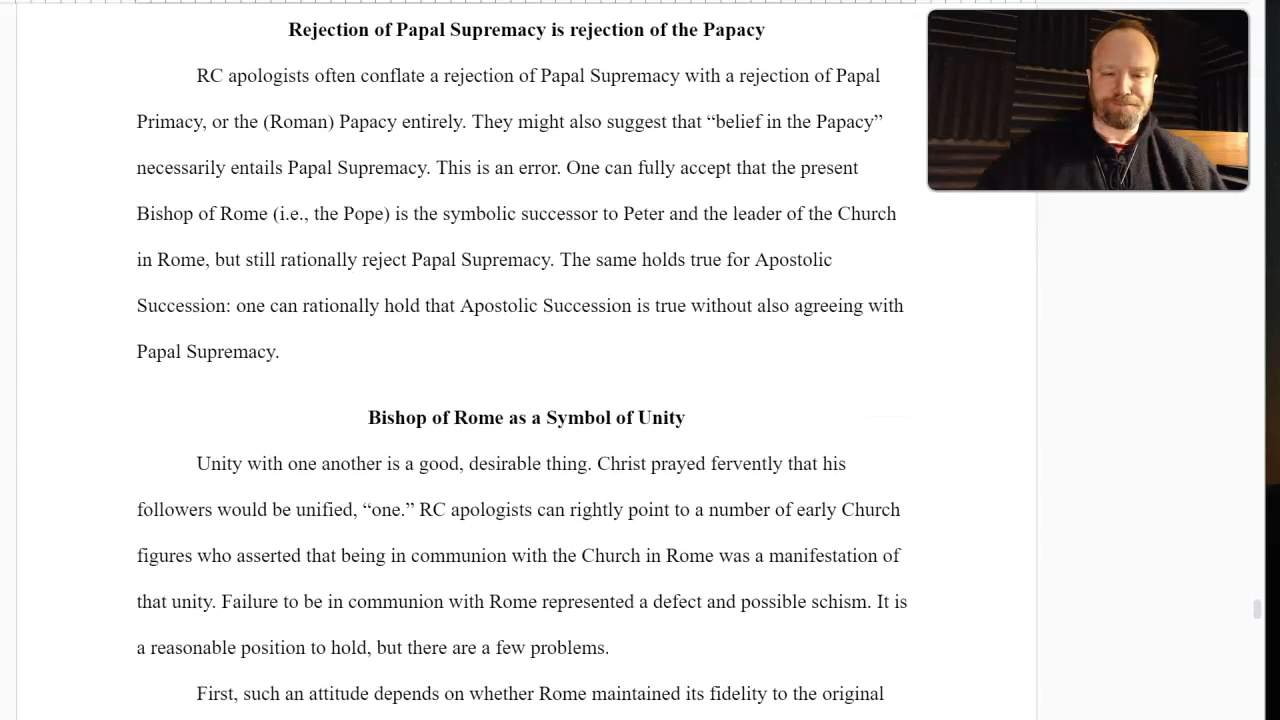 Rejection of Papal Supremacy is rejection of the Papacy
RC apologists often conflate a rejection of Papal Supremacy with a rejection of Papal
Primacy, or the (Roman) Papacy entirely. They might also suggest that “belief in the Papacy”
necessarily entails Papal Supremacy. This is an error. One can fully accept that the present
Bishop of Rome (i.e., the Pope) is the symbolic successor to Peter and the leader of the Church
in Rome, but still rationally reject Papal Supremacy. The same holds true for Apostolic
Succession: one can rationally hold that Apostolic Succession is true without also agreeing with
Papal Supremacy.
Bishop of Rome as a Symbol of Unity
Unity with one another is a good, desirable thing. Christ prayed fervently that his
followers would be unified, “one.” RC apologists can rightly point to a number of early Church
figures who asserted that being in communion with the Church in Rome was a manifestation of
that unity. Failure to be in communion with Rome represented a defect and possible schism. It is
a reasonable position to hold, but there are a few problems.
First, such an attitude depends on whether Rome maintained its fidelity to the original